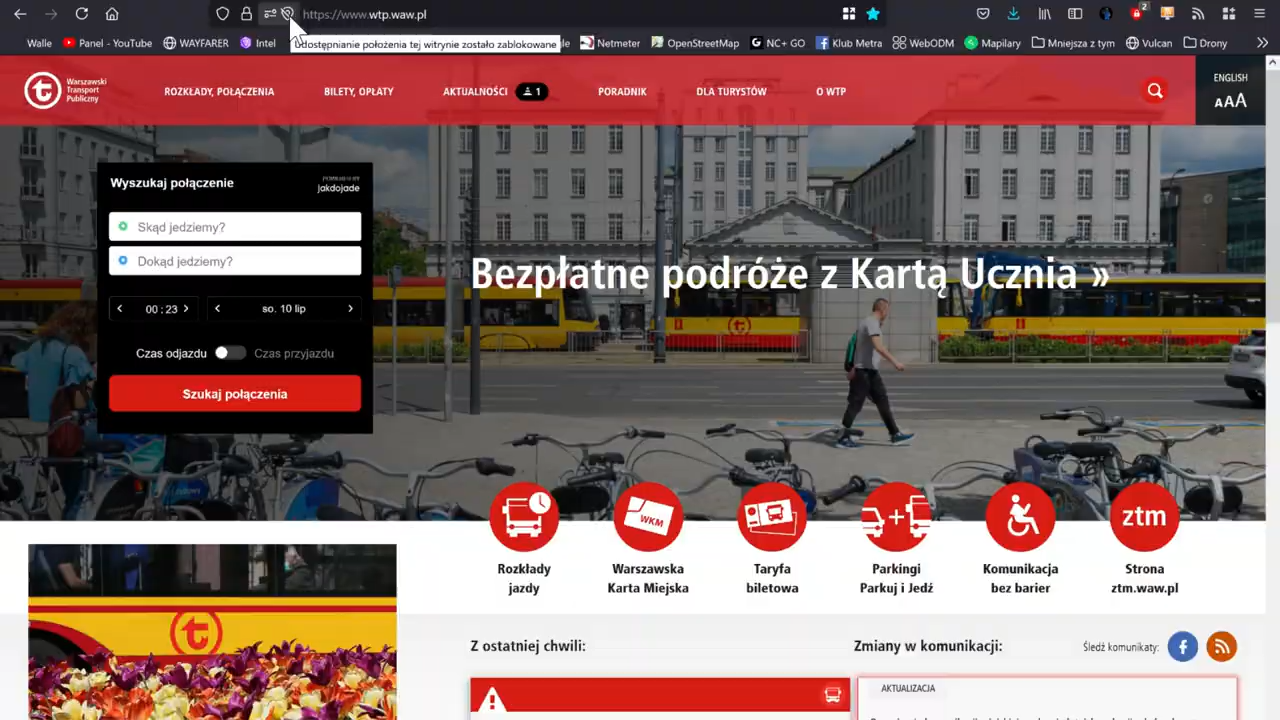 https://www.wtp.waw.pl
2
Udostępnianie położenia tej witrynie zostało zablokowane
Walle
Panel - YouTube
WAYFARER
Intel
Netmeter
OpenStreetMap
NC+ GO
Klub Metra
WebODM
Mapilary
Mniejsza z tym
Vulcan
Drony
Warszawski
Transport
Publiczny
ROZKŁADY, POŁĄCZENIA
BILETY, OPŁATY
AKTUALNOŚCI
1
PORADNIK
DLA TURYSTÓW
O WTP
ENGLISH
AAA
Wyszukaj połączenie
POWERED BY
jakdojade
Skąd jedziemy?
Dokąd jedziemy?
00 : 23
so. 10 lip
Czas odjazdu
Czas przyjazdu
Szukaj połączenia
Bezpłatne podróże z Kartą Ucznia »
WKM
ztm
Rozkłady
jazdy
Warszawska
Karta Miejska
Taryfa
biletowa
Parkingi
Parkuj i Jedź
Komunikacja
bez barier
Strona
ztm.waw.pl
Z ostatniej chwili:
Zmiany w komunikacji:
Śledź komunikaty:
AKTUALIZACJA